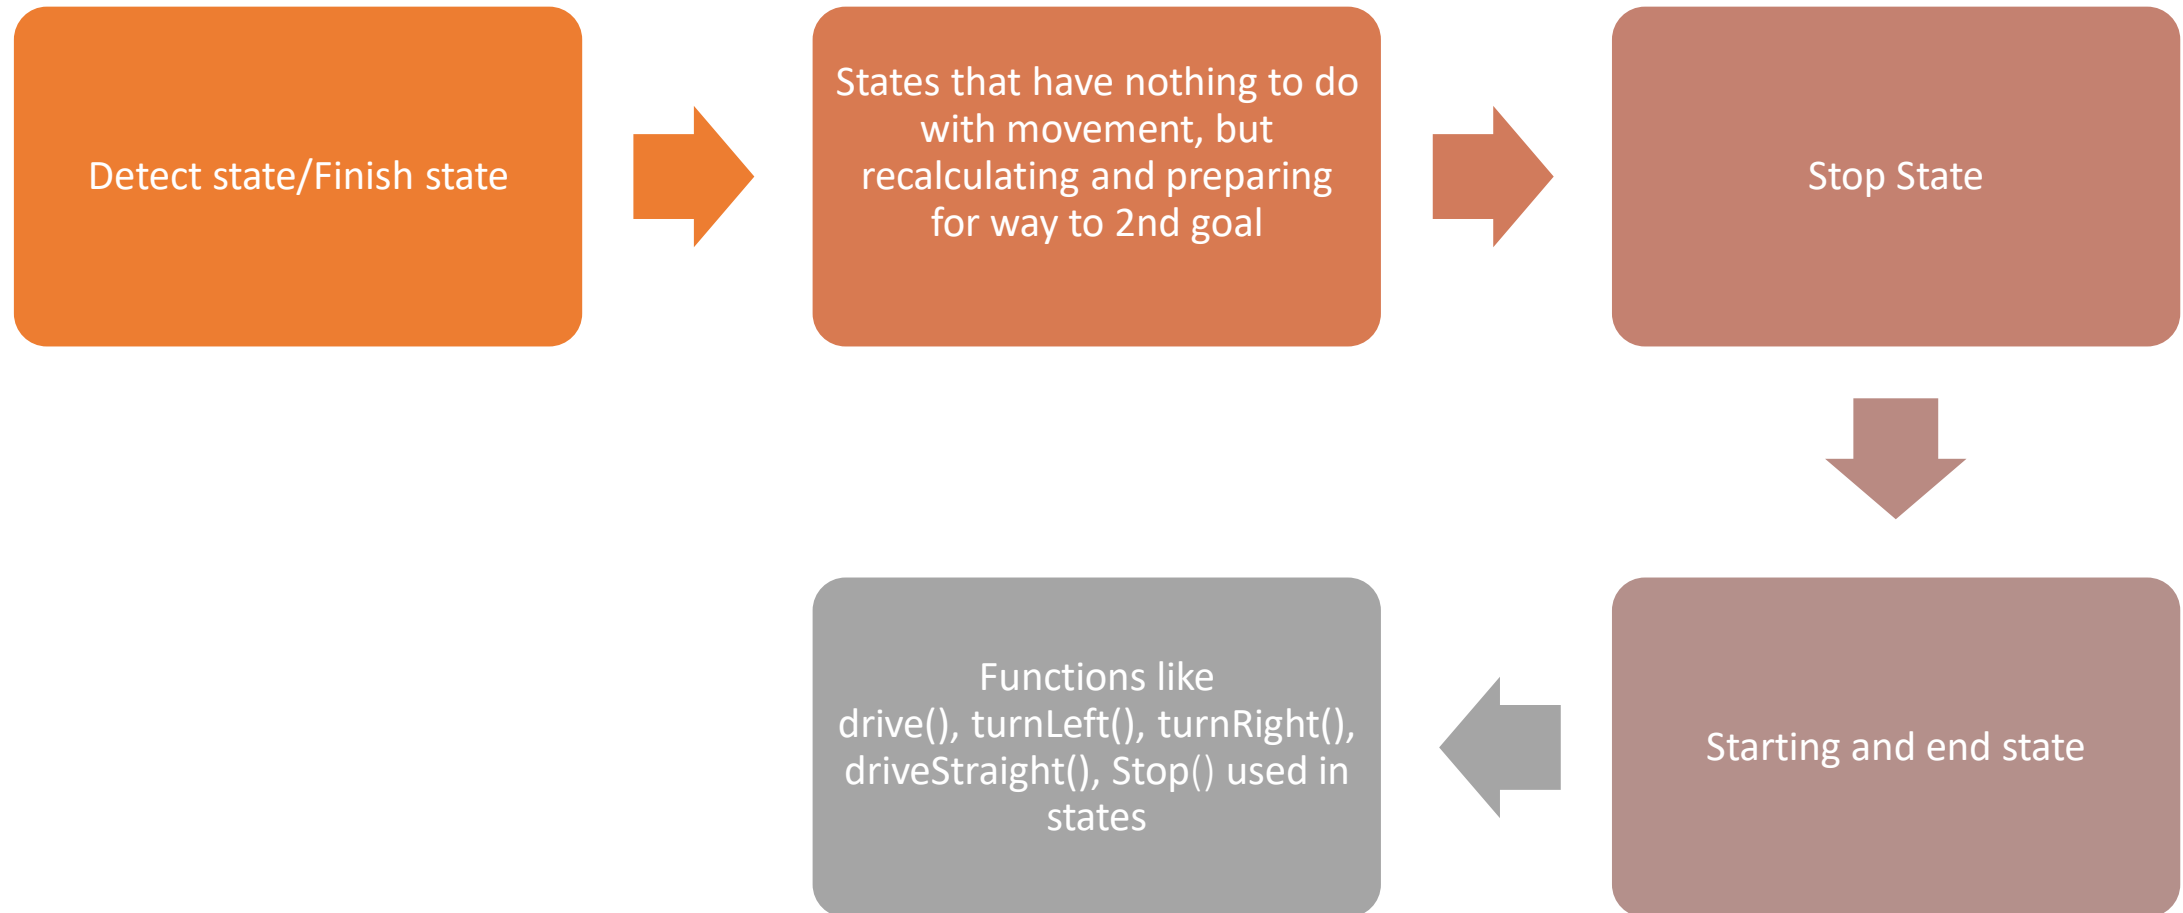 Detect state/Finish state
States that have nothing to do
with movement, but
recalculating and preparing
for way to 2nd goal
Stop State
Starting and end state
Functions like
drive(), turnLeft(), turnRight(),
driveStraight(), Stop() used in
states